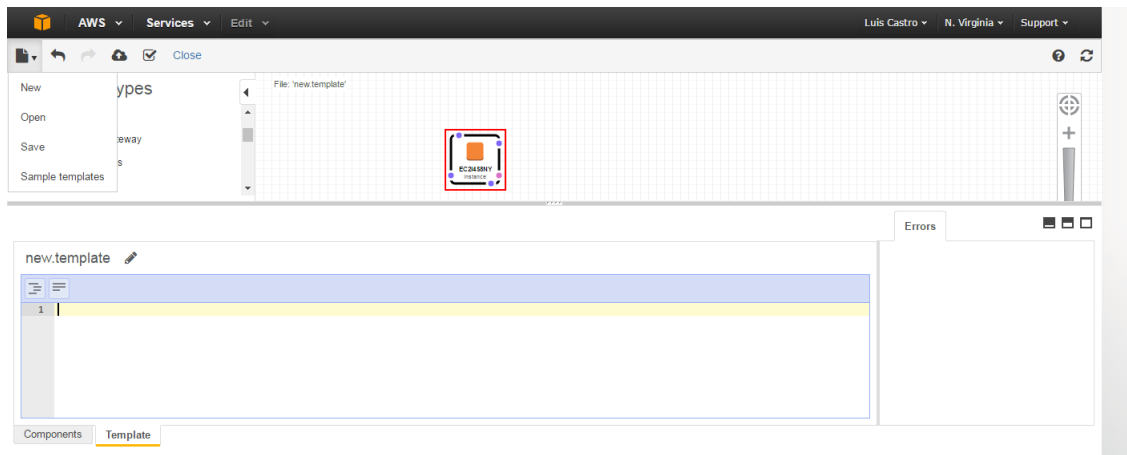 AWS Services Edit Luis Castro N. Virginia Support
Close
New
ypes
File: 'new.template'
Open
eway
Save
s
Sample templates
EC2I458NY
Instance
Errors
new.template
1
Components Template